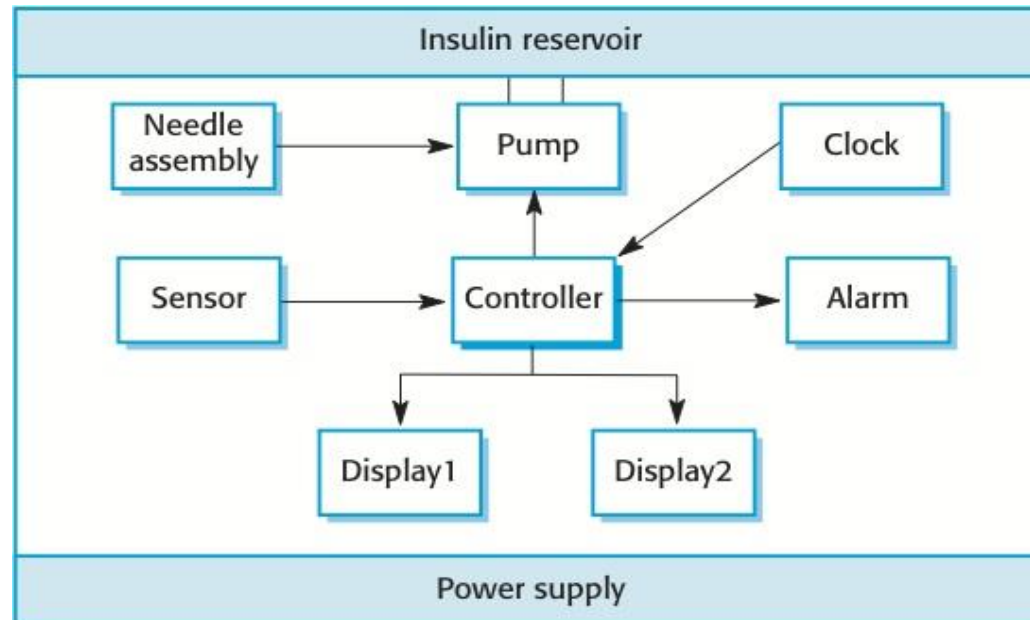 Insulin reservoir
Needle
assembly
Pump
Clock
Sensor
Controller
Alarm
Display1
Display2
Power supply